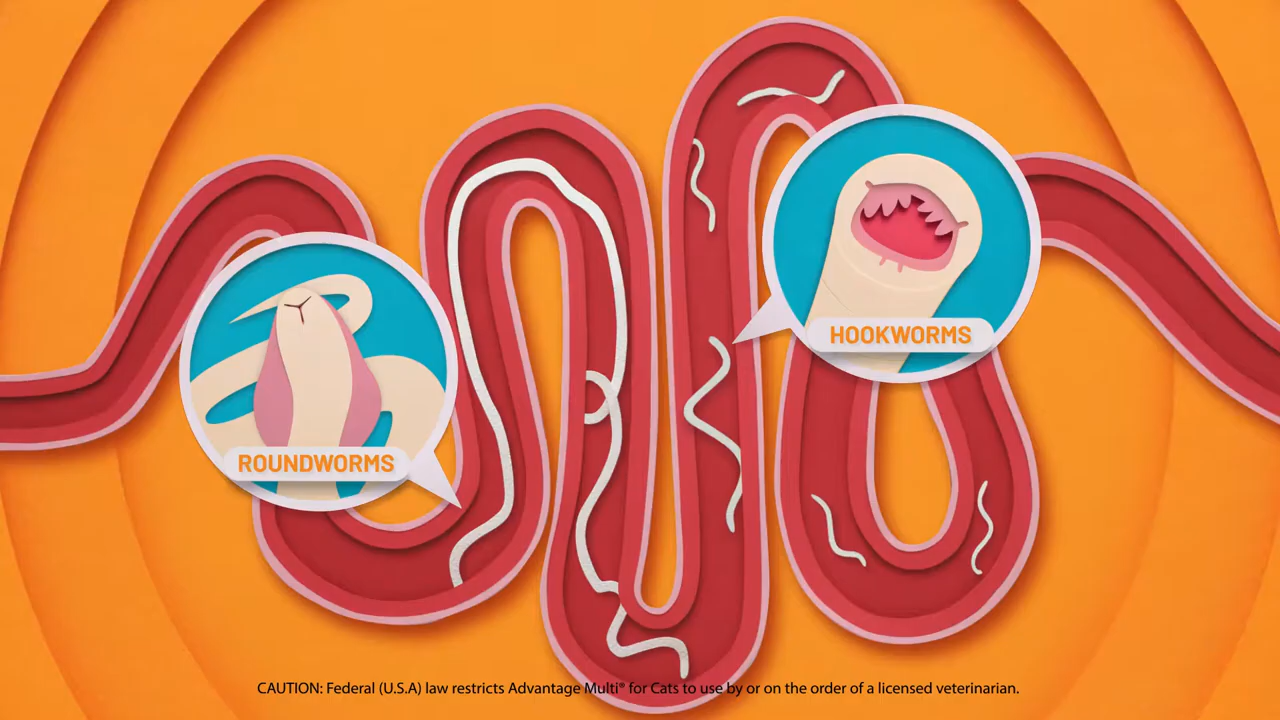 HOOKWORMS
ROUNDWORMS
CAUTION: Federal (U.S.A) law restricts Advantage Multi® for Cats to use by or on the order of a licensed veterinarian.